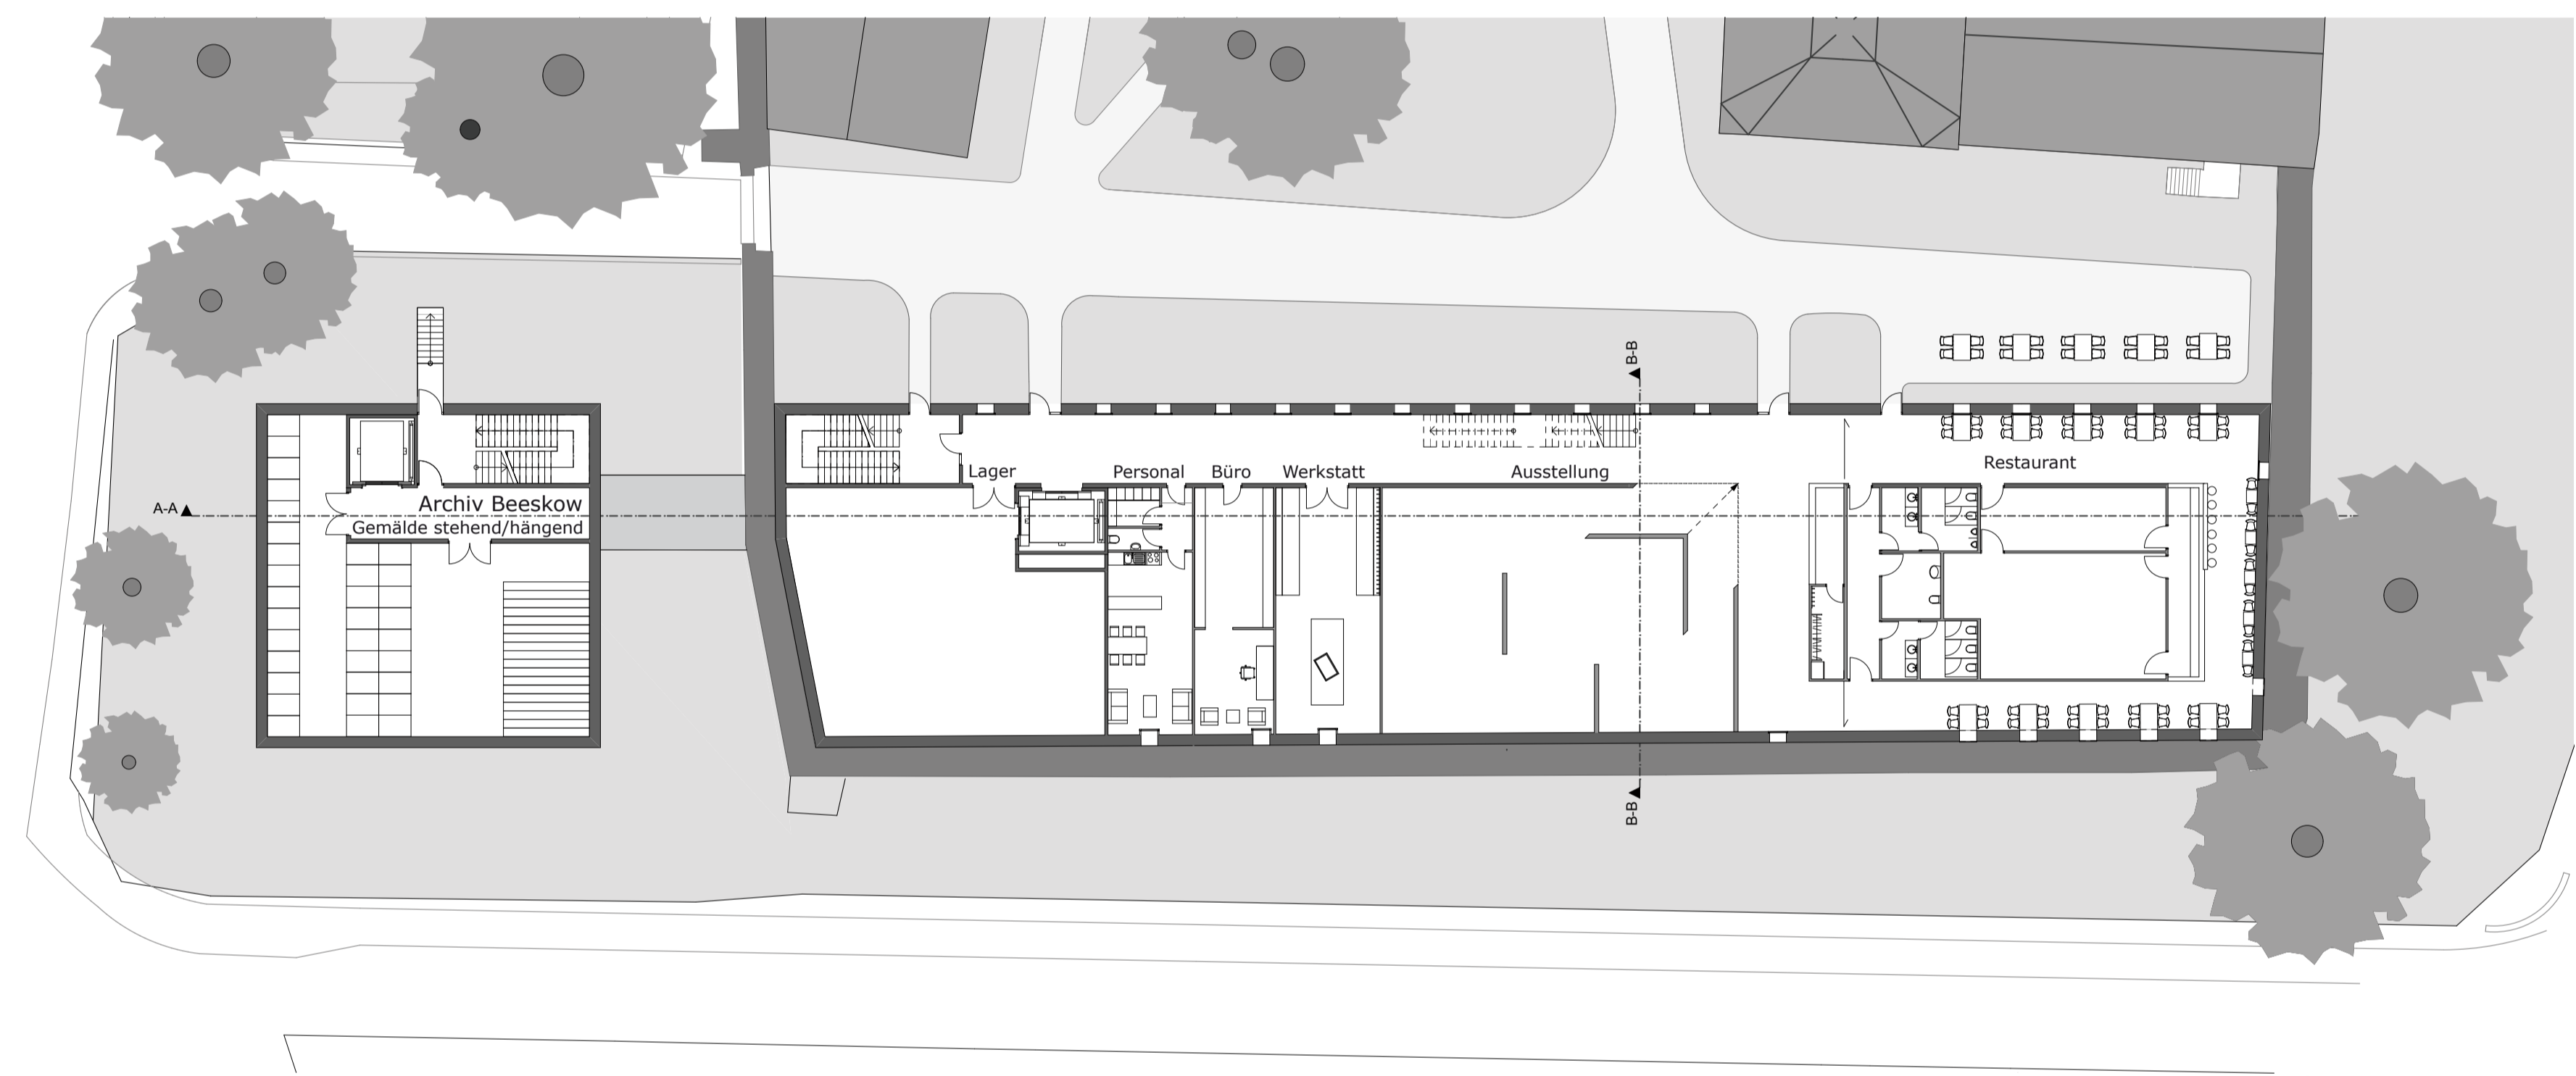 B-B
Lager
Personal
Büro
Werkstatt
Ausstellung
Restaurant
Archiv Beeskow
Gemälde stehend/hängend
A-A
B-B